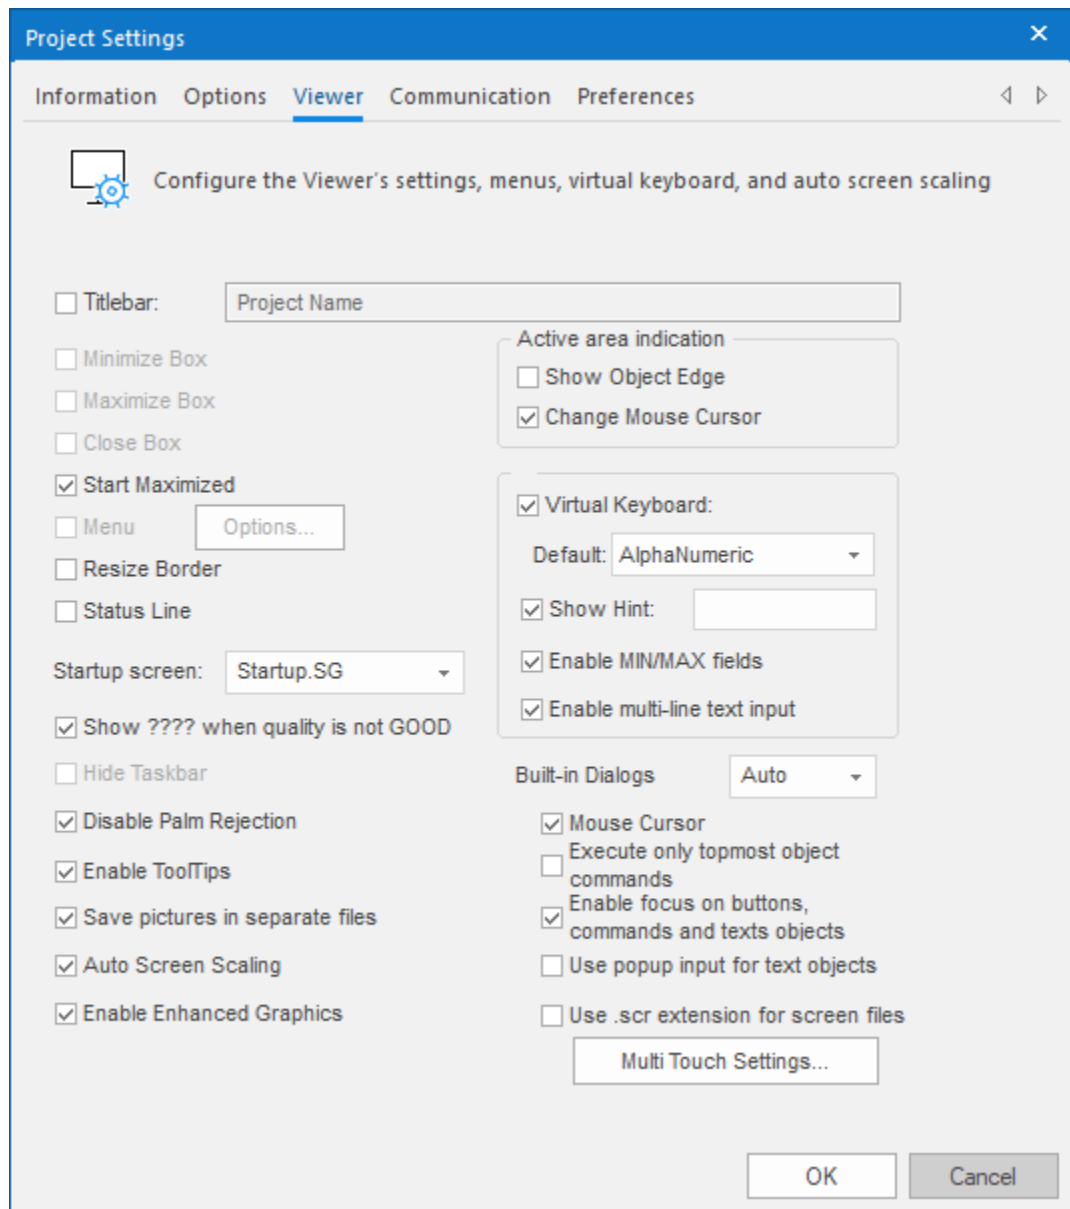 Project Settings
Information Options Viewer Communication Preferences
Configure the Viewer's settings, menus, virtual keyboard, and auto screen scaling
Titlebar: Project Name
Minimize Box
Maximize Box
Close Box
Start Maximized
Menu Options...
Resize Border
Status Line
Startup screen: Startup.SG
Show ???? when quality is not GOOD
Hide Taskbar
Disable Palm Rejection
Enable ToolTips
Save pictures in separate files
Auto Screen Scaling
Enable Enhanced Graphics
Active area indication
Show Object Edge
Change Mouse Cursor
Virtual Keyboard:
Default: AlphaNumeric
Show Hint:
Enable MIN/MAX fields
Enable multi-line text input
Built-in Dialogs Auto
Mouse Cursor
Execute only topmost object
commands
Enable focus on buttons,
commands and texts objects
Use popup input for text objects
Use .scr extension for screen files
Multi Touch Settings...
OK Cancel